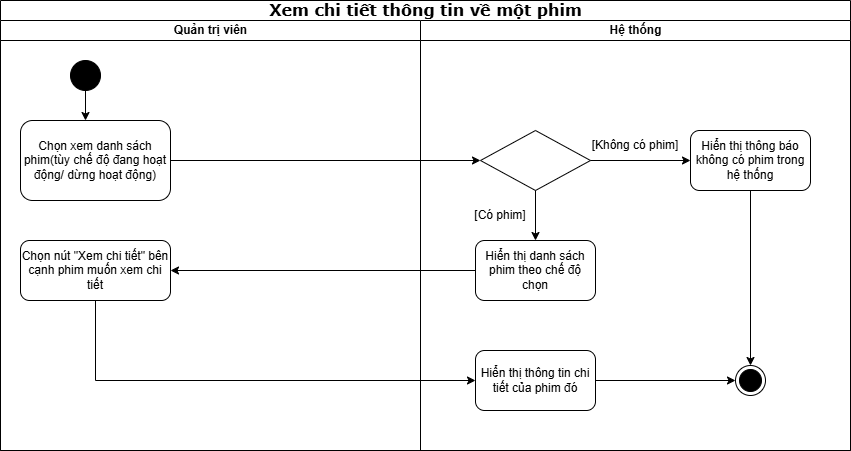 Xem chi tiết thông tin về một phim
Quản trị viên
Hệ thống
Chọn xem danh sách
phim(tùy chế độ đang hoạt
động/ dừng hoạt động)
[Không có phim]
Hiển thị thông báo
không có phim trong
hệ thống
[Có phim]
Chọn nút "Xem chi tiết" bên
cạnh phim muốn xem chi
tiết
Hiển thị danh sách
phim theo chế độ
chọn
Hiển thị thông tin chi
tiết của phim đó